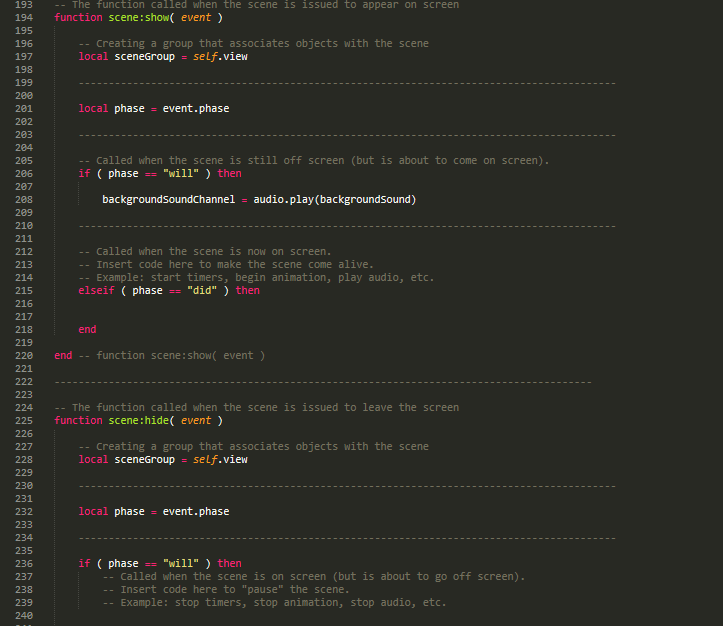 193 -- The function called when the scene is issued to appear on screen
194 function scene:show( event )
195
196 -- Creating a group that associates objects with the scene
197 local sceneGroup = self.view
198
199 -----------------------------------------------------------------------------------------
200
201 local phase = event.phase
202
203 -----------------------------------------------------------------------------------------
204
205 -- Called when the scene is still off screen (but is about to come on screen).
206 if ( phase == "will" ) then
207
208 backgroundSoundChannel = audio.play(backgroundSound)
209
210 -----------------------------------------------------------------------------------------
211
212 -- Called when the scene is now on screen.
213 -- Insert code here to make the scene come alive.
214 -- Example: start timers, begin animation, play audio, etc.
215 elseif ( phase == "did" ) then
216
217
218 end
219
220 end -- function scene:show( event )
221
222 -----------------------------------------------------------------------------------------
223
224 -- The function called when the scene is issued to leave the screen
225 function scene:hide( event )
226
227 -- Creating a group that associates objects with the scene
228 local sceneGroup = self.view
229
230 -----------------------------------------------------------------------------------------
231
232 local phase = event.phase
233
234 -----------------------------------------------------------------------------------------
235
236 if ( phase == "will" ) then
237 -- Called when the scene is on screen (but is about to go off screen).
238 -- Insert code here to "pause" the scene.
239 -- Example: stop timers, stop animation, stop audio, etc.
240